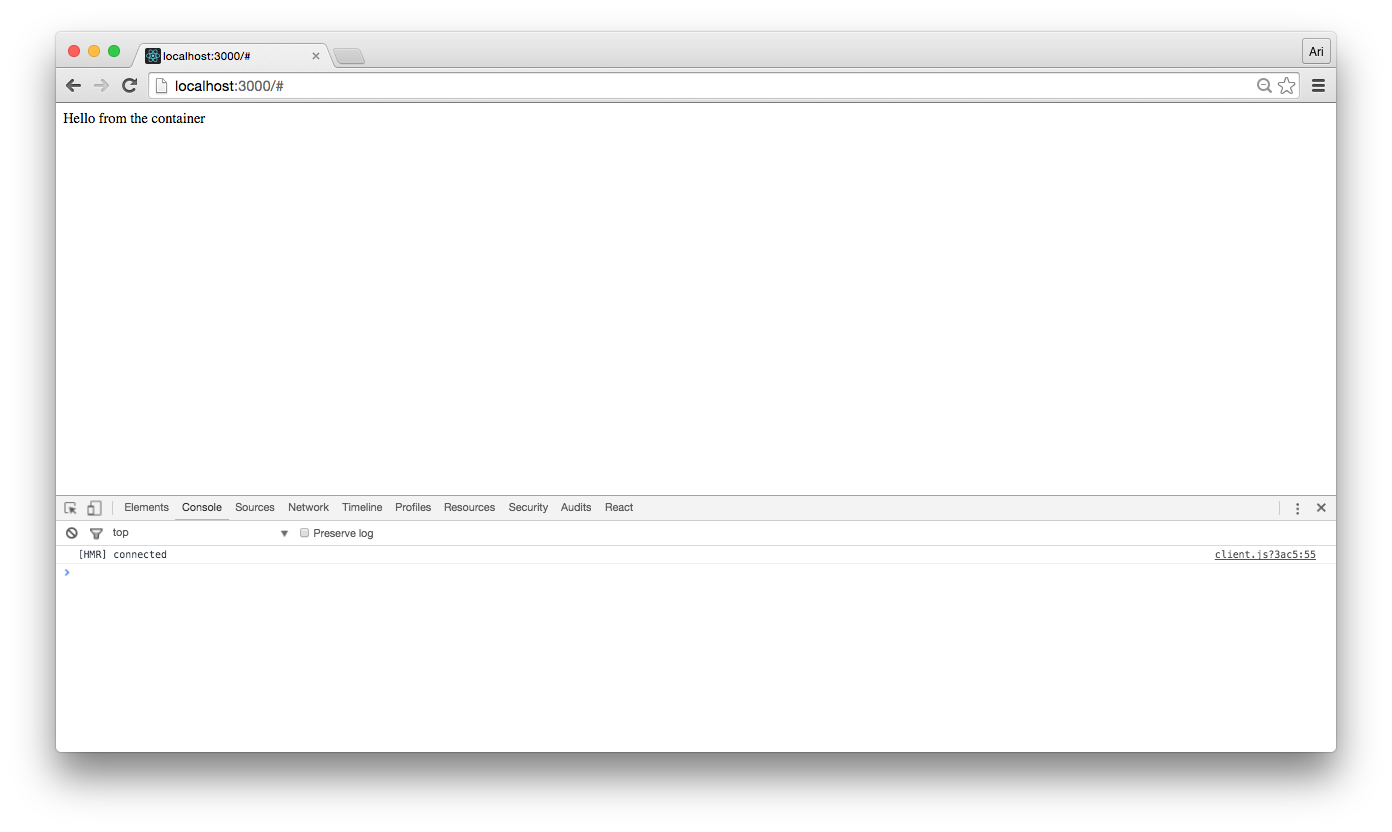 localhost:3000/#
Ari
localhost:3000/#
Hello from the container
Elements Console Sources Network Timeline Profiles Resources Security Audits React
top Preserve log
[HMR] connected client.js?3ac5:55